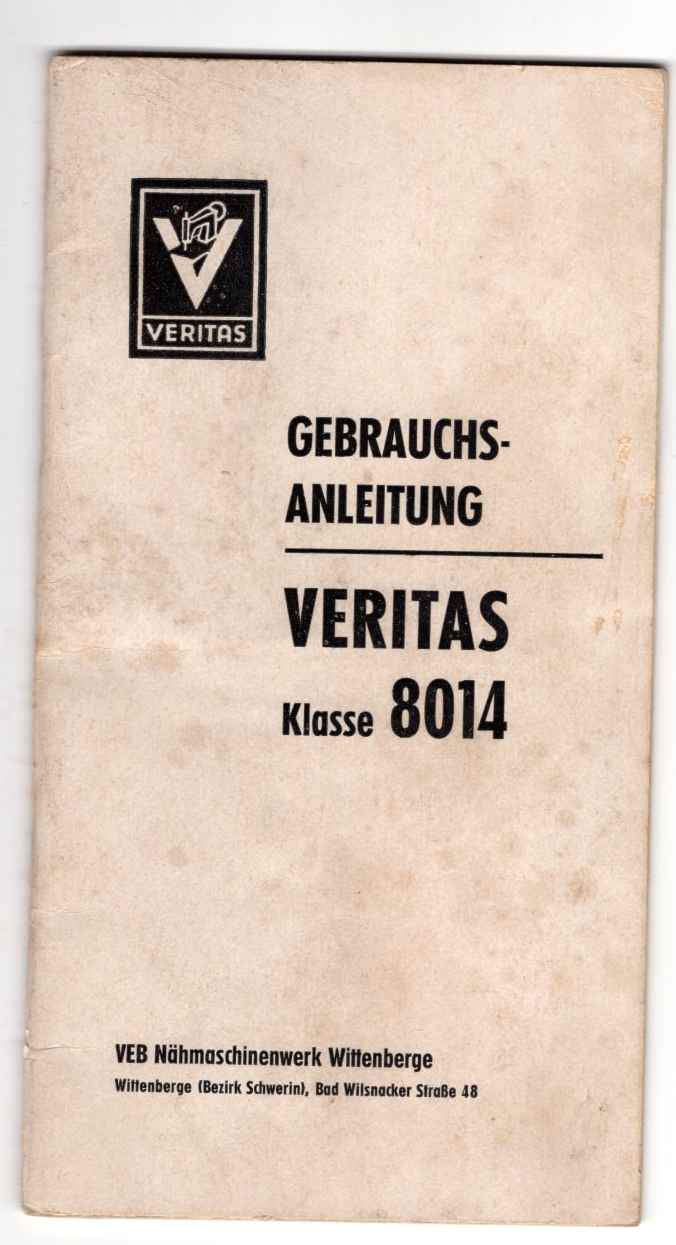 VERITAS
GEBRAUCHS-
ANLEITUNG
VERITAS
Klasse 8014
VEB Nähmaschinenwerk Wittenberge
Wittenberge (Bezirk Schwerin), Bad Wilsnacker Straße 48